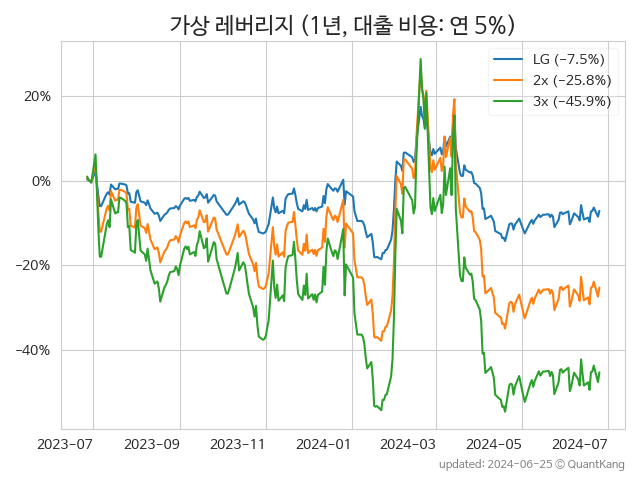 가상 레버리지 (1년, 대출 비용: 연 5%)
LG (−7.5%)
2x (−25.8%)
3x (−45.9%)
20%
0%
−20%
−40%
2023-07
2023-09
2023-11
2024-01
2024-03
2024-05
2024-07
updated: 2024-06-25 ⓒ QuantKang